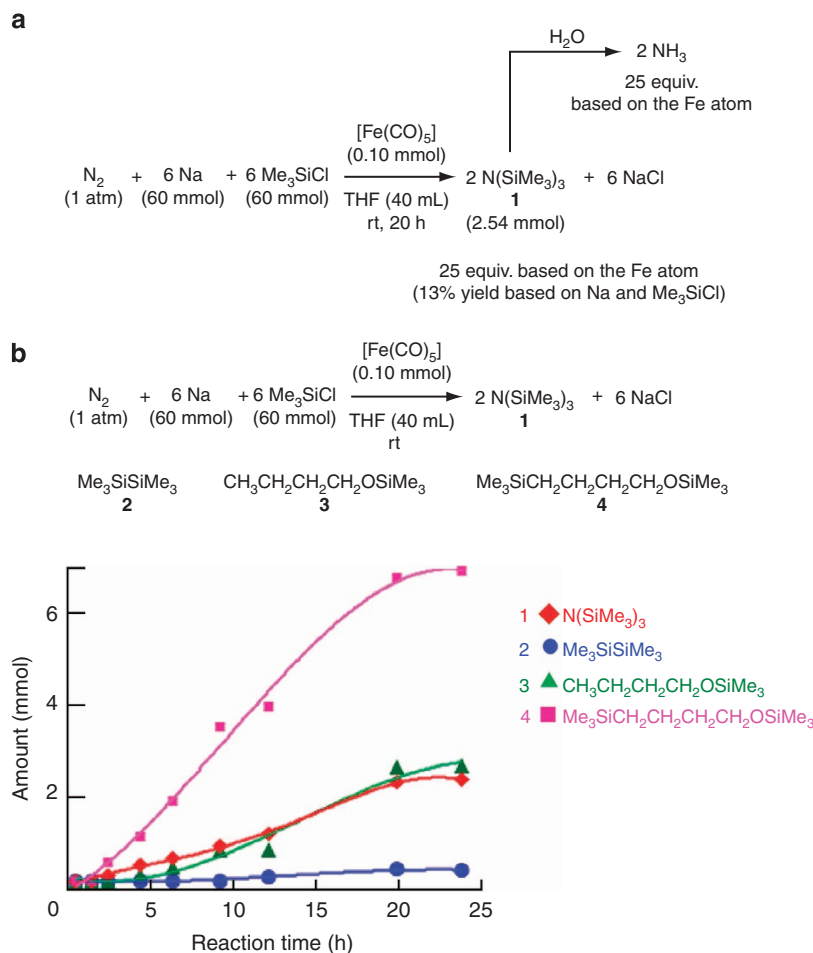 a
H₂O
2 NH₃
25 equiv.
based on the Fe atom
[Fe(CO)₅]
(0.10 mmol)
N₂ + 6 Na + 6 Me₃SiCl 2 N(SiMe₃)₃ + 6 NaCl
(1 atm) (60 mmol) (60 mmol) THF (40 mL) 1
rt, 20 h (2.54 mmol)
25 equiv. based on the Fe atom
(13% yield based on Na and Me₃SiCl)
b
[Fe(CO)₅]
(0.10 mmol)
N₂ + 6 Na +6 Me₃SiCl 2 N(SiMe₃)₃ + 6 NaCl
(1 atm) (60 mmol) (60 mmol) THF (40 mL) 1
rt
Me₃SiSiMe₃ CH₃CH₂CH₂CH₂OSiMe₃ Me₃SiCH₂CH₂CH₂CH₂OSiMe₃
2 3 4
Amount (mmol)
6
4
2
0 5 10 15 20 25
Reaction time (h)
1 N(SiMe₃)₃
2 Me₃SiSiMe₃
3 CH₃CH₂CH₂CH₂OSiMe₃
4 Me₃SiCH₂CH₂CH₂CH₂OSiMe₃